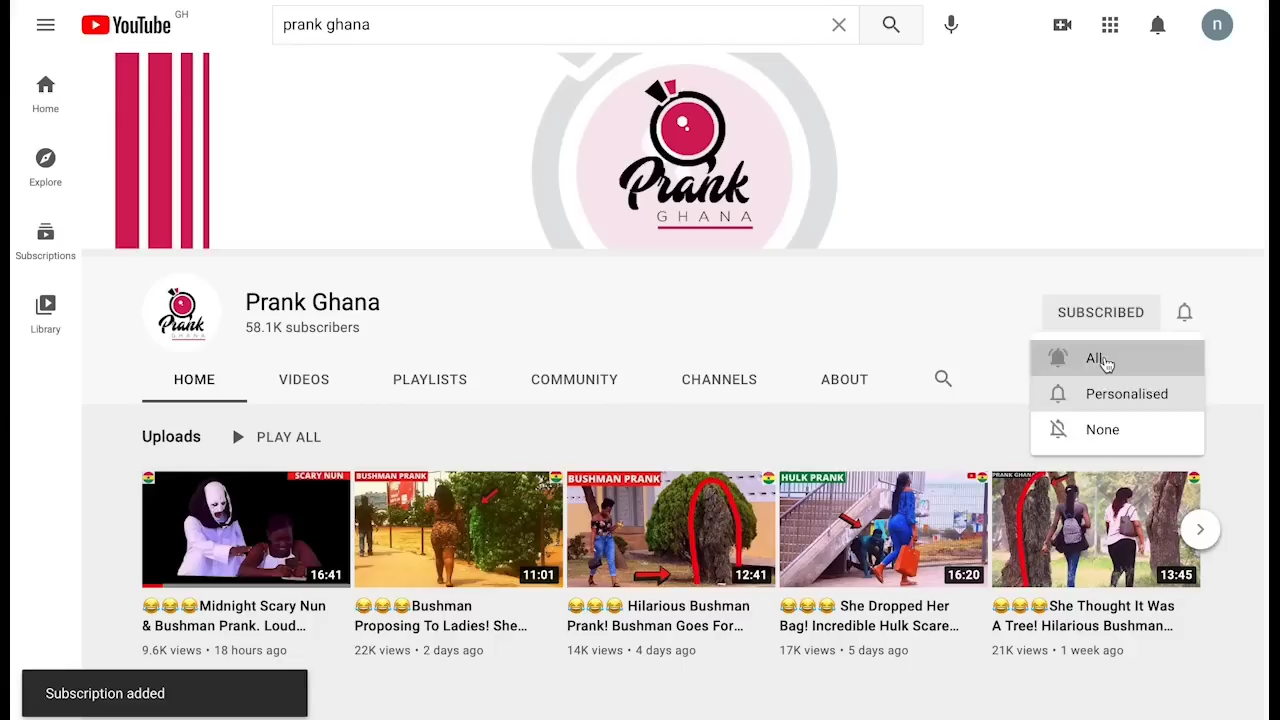 YouTube GH
prank ghana
n
Home
Explore
Subscriptions
Library
Prank
GHANA
Prank
GHANA
Prank Ghana
58.1K subscribers
SUBSCRIBED
All
Personalised
None
HOME VIDEOS PLAYLISTS COMMUNITY CHANNELS ABOUT
Uploads PLAY ALL
SCARY NUN
16:41
😂😂😂Midnight Scary Nun
& Bushman Prank. Loud...
9.6K views • 18 hours ago
BUSHMAN PRANK
11:01
😂😂😂Bushman
Proposing To Ladies! She...
22K views • 2 days ago
BUSHMAN PRANK
12:41
😂😂😂 Hilarious Bushman
Prank! Bushman Goes For...
14K views • 4 days ago
HULK PRANK
16:20
😂😂😂 She Dropped Her
Bag! Incredible Hulk Scare...
17K views • 5 days ago
PRANK GHANA
13:45
😂😂😂She Thought It Was
A Tree! Hilarious Bushman...
21K views • 1 week ago
Subscription added